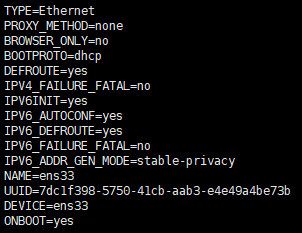 TYPE=Ethernet
PROXY_METHOD=none
BROWSER_ONLY=no
BOOTPROTO=dhcp
DEFROUTE=yes
IPV4_FAILURE_FATAL=no
IPV6INIT=yes
IPV6_AUTOCONF=yes
IPV6_DEFROUTE=yes
IPV6_FAILURE_FATAL=no
IPV6_ADDR_GEN_MODE=stable-privacy
NAME=ens33
UUID=7dc1f398-5750-41cb-aab3-e4e49a4be73b
DEVICE=ens33
ONBOOT=yes